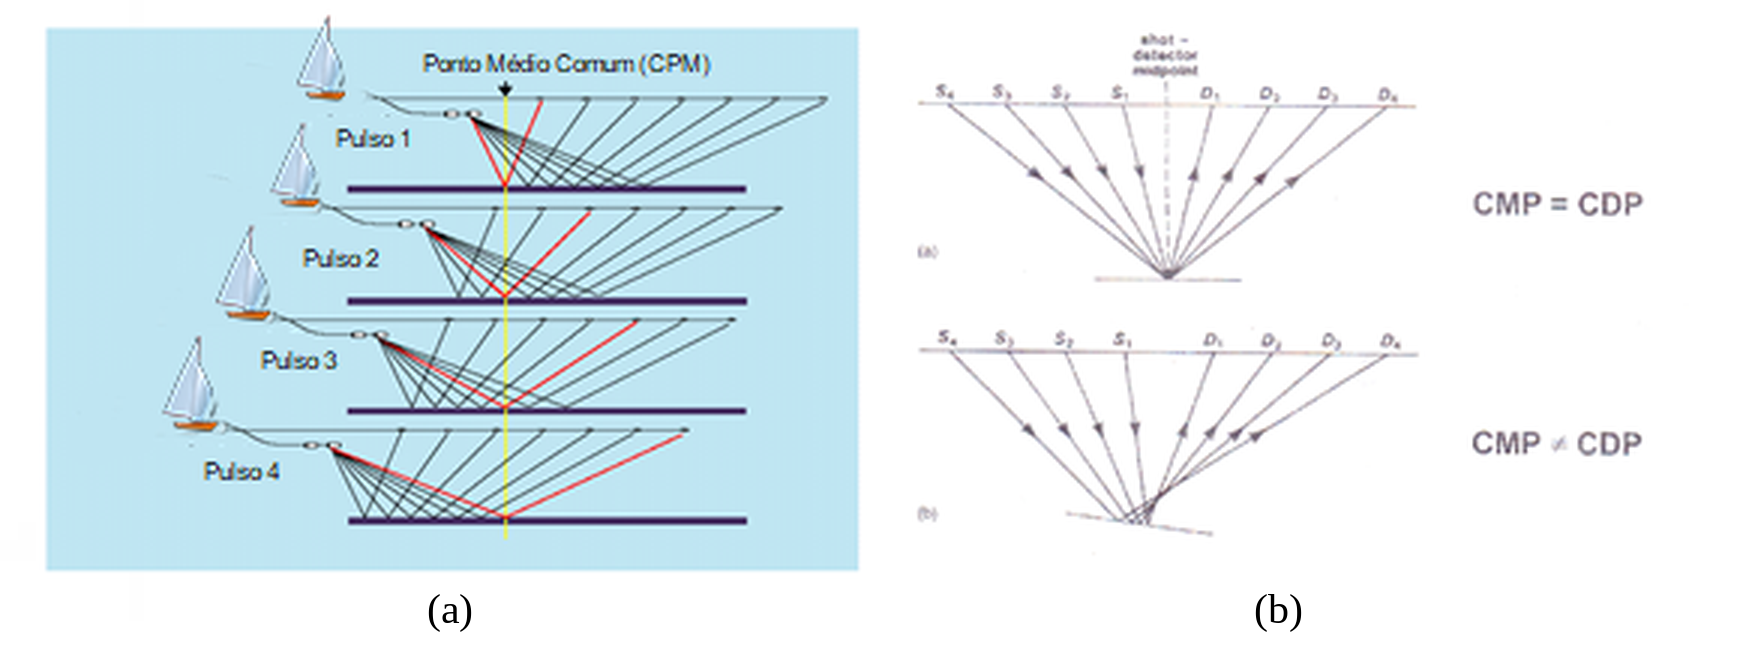 Ponto Médio Comum (CPM)
Pulso 1
Pulso 2
Pulso 3
Pulso 4
(a)
shot -
detector
midpoint
S₄ S₃ S₂ S₁ D₁ D₂ D₃ D₄
CMP = CDP
(a)
S₄ S₃ S₂ S₁ D₁ D₂ D₃ D₄
CMP ≠ CDP
(b)
(b)